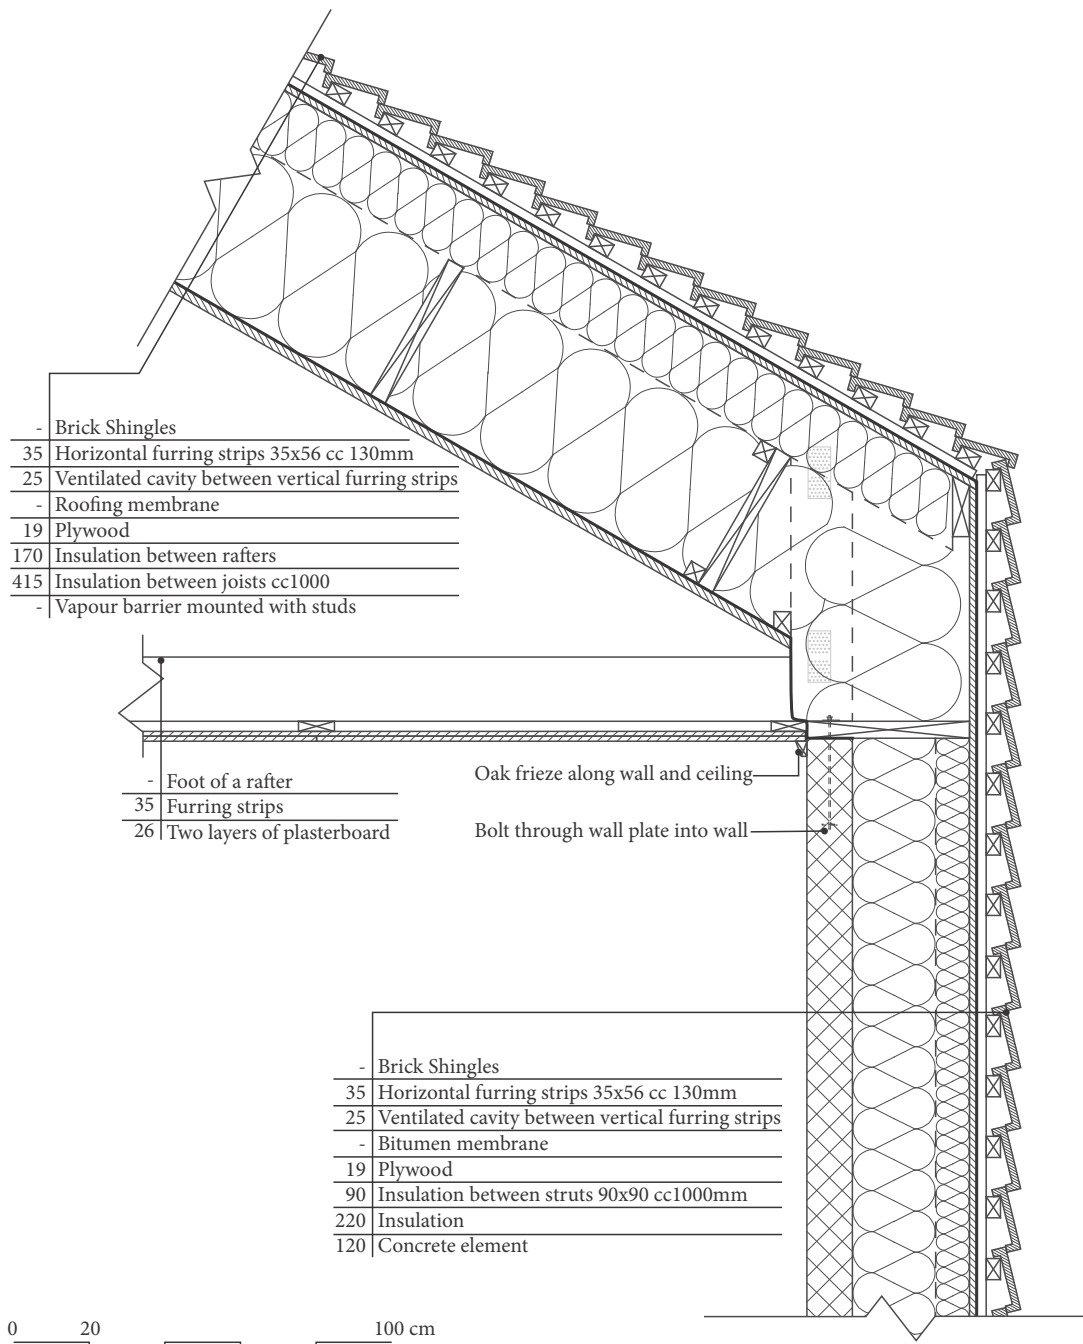 - Brick Shingles
35 Horizontal furring strips 35x56 cc 130mm
25 Ventilated cavity between vertical furring strips
- Roofing membrane
19 Plywood
170 Insulation between rafters
415 Insulation between joists cc1000
- Vapour barrier mounted with studs
- Foot of a rafter
35 Furring strips
26 Two layers of plasterboard
Oak frieze along wall and ceiling
Bolt through wall plate into wall
- Brick Shingles
35 Horizontal furring strips 35x56 cc 130mm
25 Ventilated cavity between vertical furring strips
- Bitumen membrane
19 Plywood
90 Insulation between struts 90x90 cc1000mm
220 Insulation
120 Concrete element
0 20 100 cm